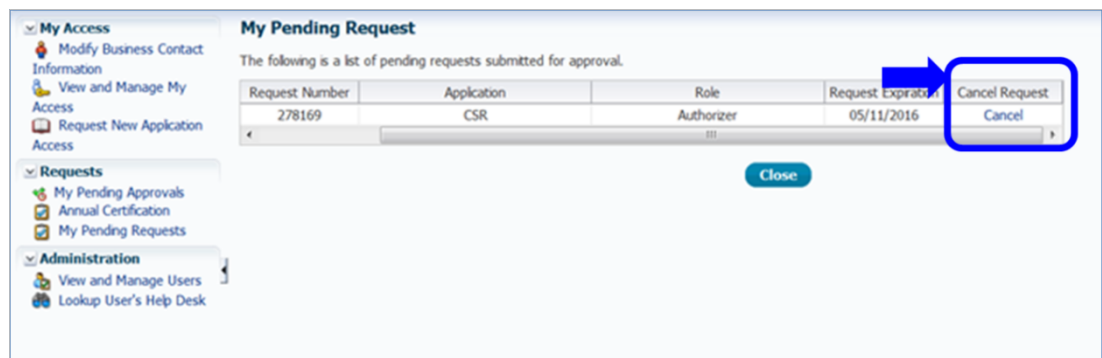 My Access
Modify Business Contact
Information
View and Manage My
Access
Request New Application
Access
Requests
My Pending Approvals
Annual Certification
My Pending Requests
Administration
View and Manage Users
Lookup User's Help Desk
My Pending Request
The following is a list of pending requests submitted for approval.
Request Number Application Role Request Expiration Cancel Request
278169 CSR Authorizer 05/11/2016 Cancel
Close